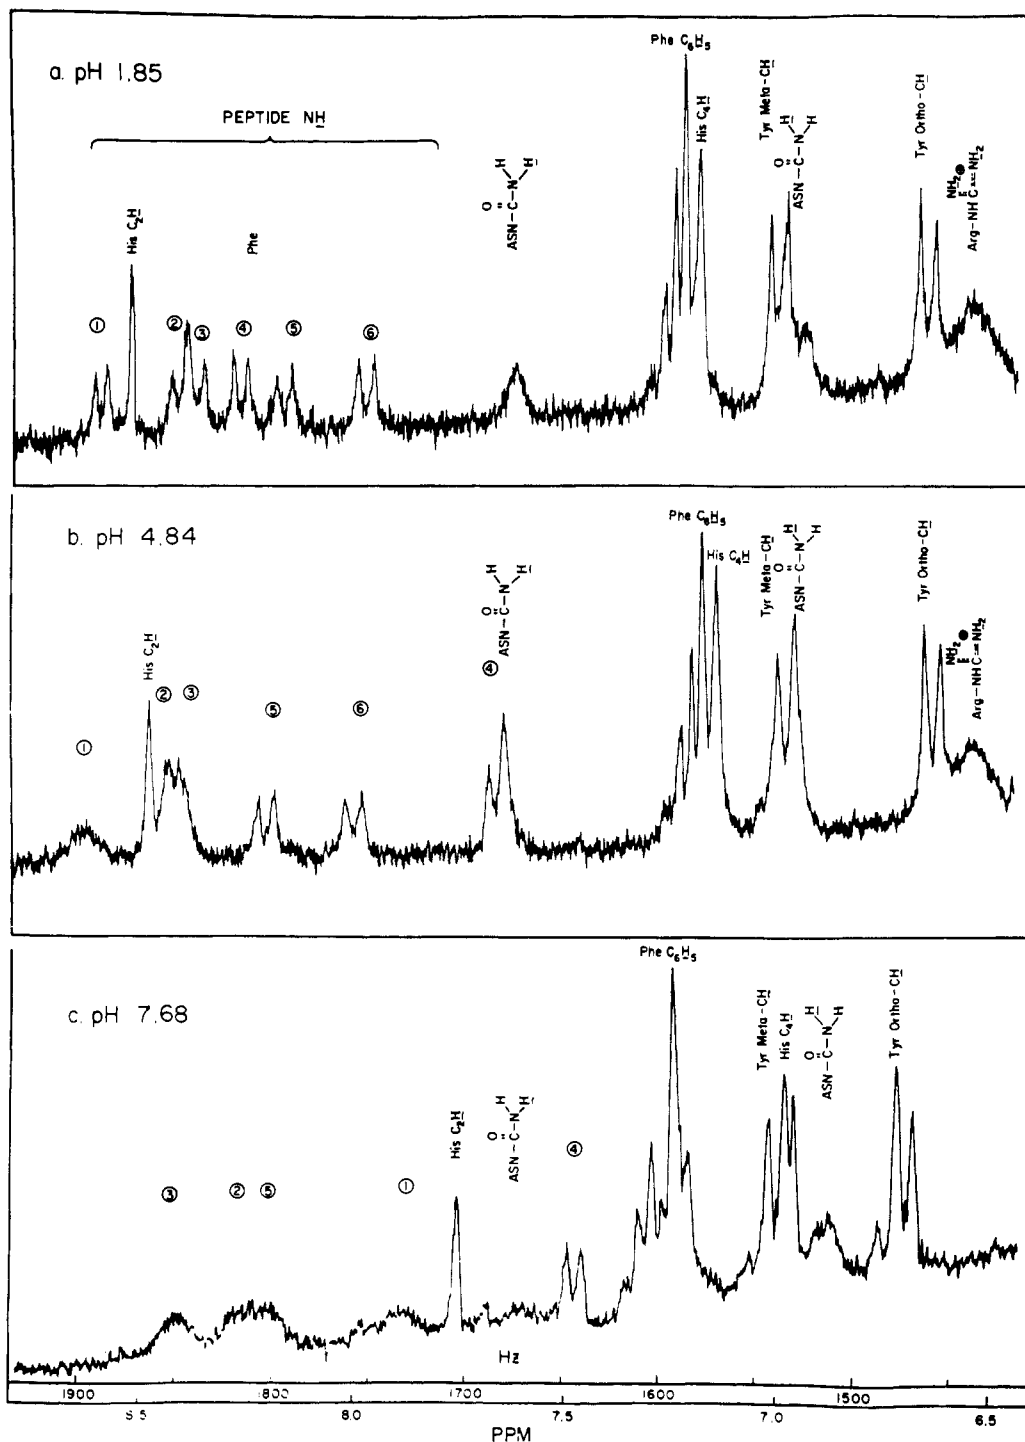 a. pH 1.85
PEPTIDE NH
His C2H
Phe
① ② ③ ④ ⑤ ⑥
H H
N
O
ASN-C-N
Phe C6H5
His C4H
Tyr Meta-CH
H H
O
ASN-C-N
Tyr Ortho-CH
NH2⊕
Arg-NHC=NH2
b. pH 4.84
His C2H
① ② ③ ⑤ ⑥ ④
H H
O
ASN-C-N
Phe C6H5
His C4H
Tyr Meta-CH
H H
O
ASN-C-N
Tyr Ortho-CH
NH2
Arg-NHC=NH2
c. pH 7.68
③ ② ⑤ ①
His C2H
H H
O
ASN-C-N
④
Phe C6H5
Tyr Meta-CH
His C4H
H H
O
ASN-C-N
Tyr Ortho-CH
Hz
1900 1800 1700 1600 1500
8.5 8.0 7.5 7.0 6.5
PPM